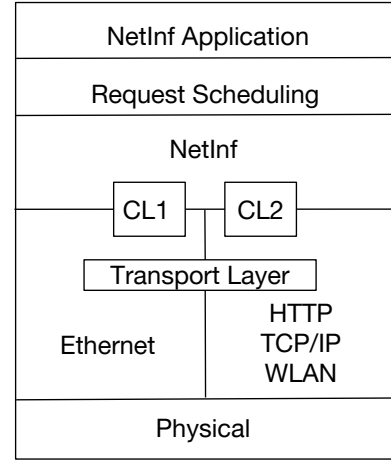 NetInf Application
Request Scheduling
NetInf
CL1 CL2
Transport Layer
Ethernet
HTTP
TCP/IP
WLAN
Physical